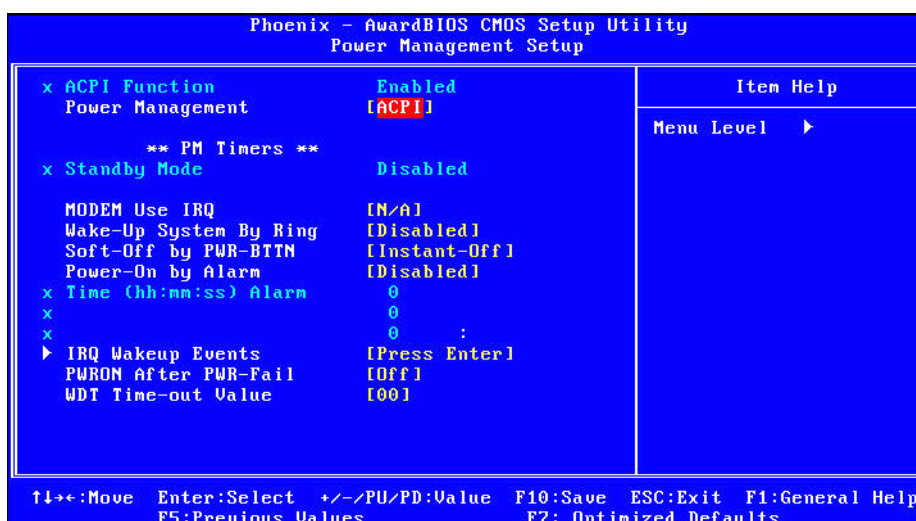 Phoenix - AwardBIOS CMOS Setup Utility
Power Management Setup
x ACPI Function Enabled
Power Management [ACPI]
** PM Timers **
x Standby Mode Disabled
MODEM Use IRQ [N/A]
Wake-Up System By Ring [Disabled]
Soft-Off by PWR-BTTN [Instant-Off]
Power-On by Alarm [Disabled]
x Time (hh:mm:ss) Alarm 0
x 0
x 0 :
▶ IRQ Wakeup Events [Press Enter]
PWRON After PWR-Fail [Off]
WDT Time-out Value [00]
Item Help
Menu Level ▶
↑↓→←:Move Enter:Select +/-/PU/PD:Value F10:Save ESC:Exit F1:General Help
F5:Previous Values F7: Optimized Defaults